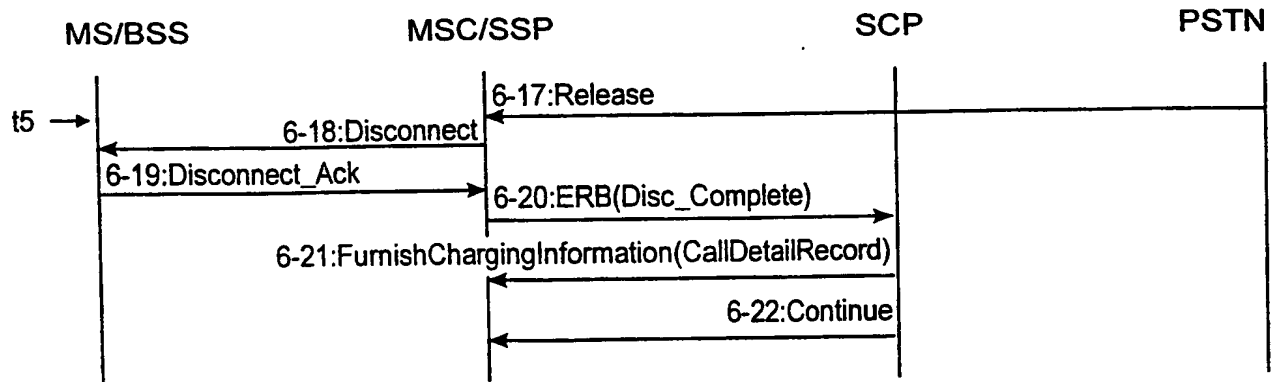 MS/BSS MSC/SSP SCP PSTN
6-17:Release
t5
6-18:Disconnect
6-19:Disconnect_Ack
6-20:ERB(Disc_Complete)
6-21:FurnishChargingInformation(CallDetailRecord)
6-22:Continue